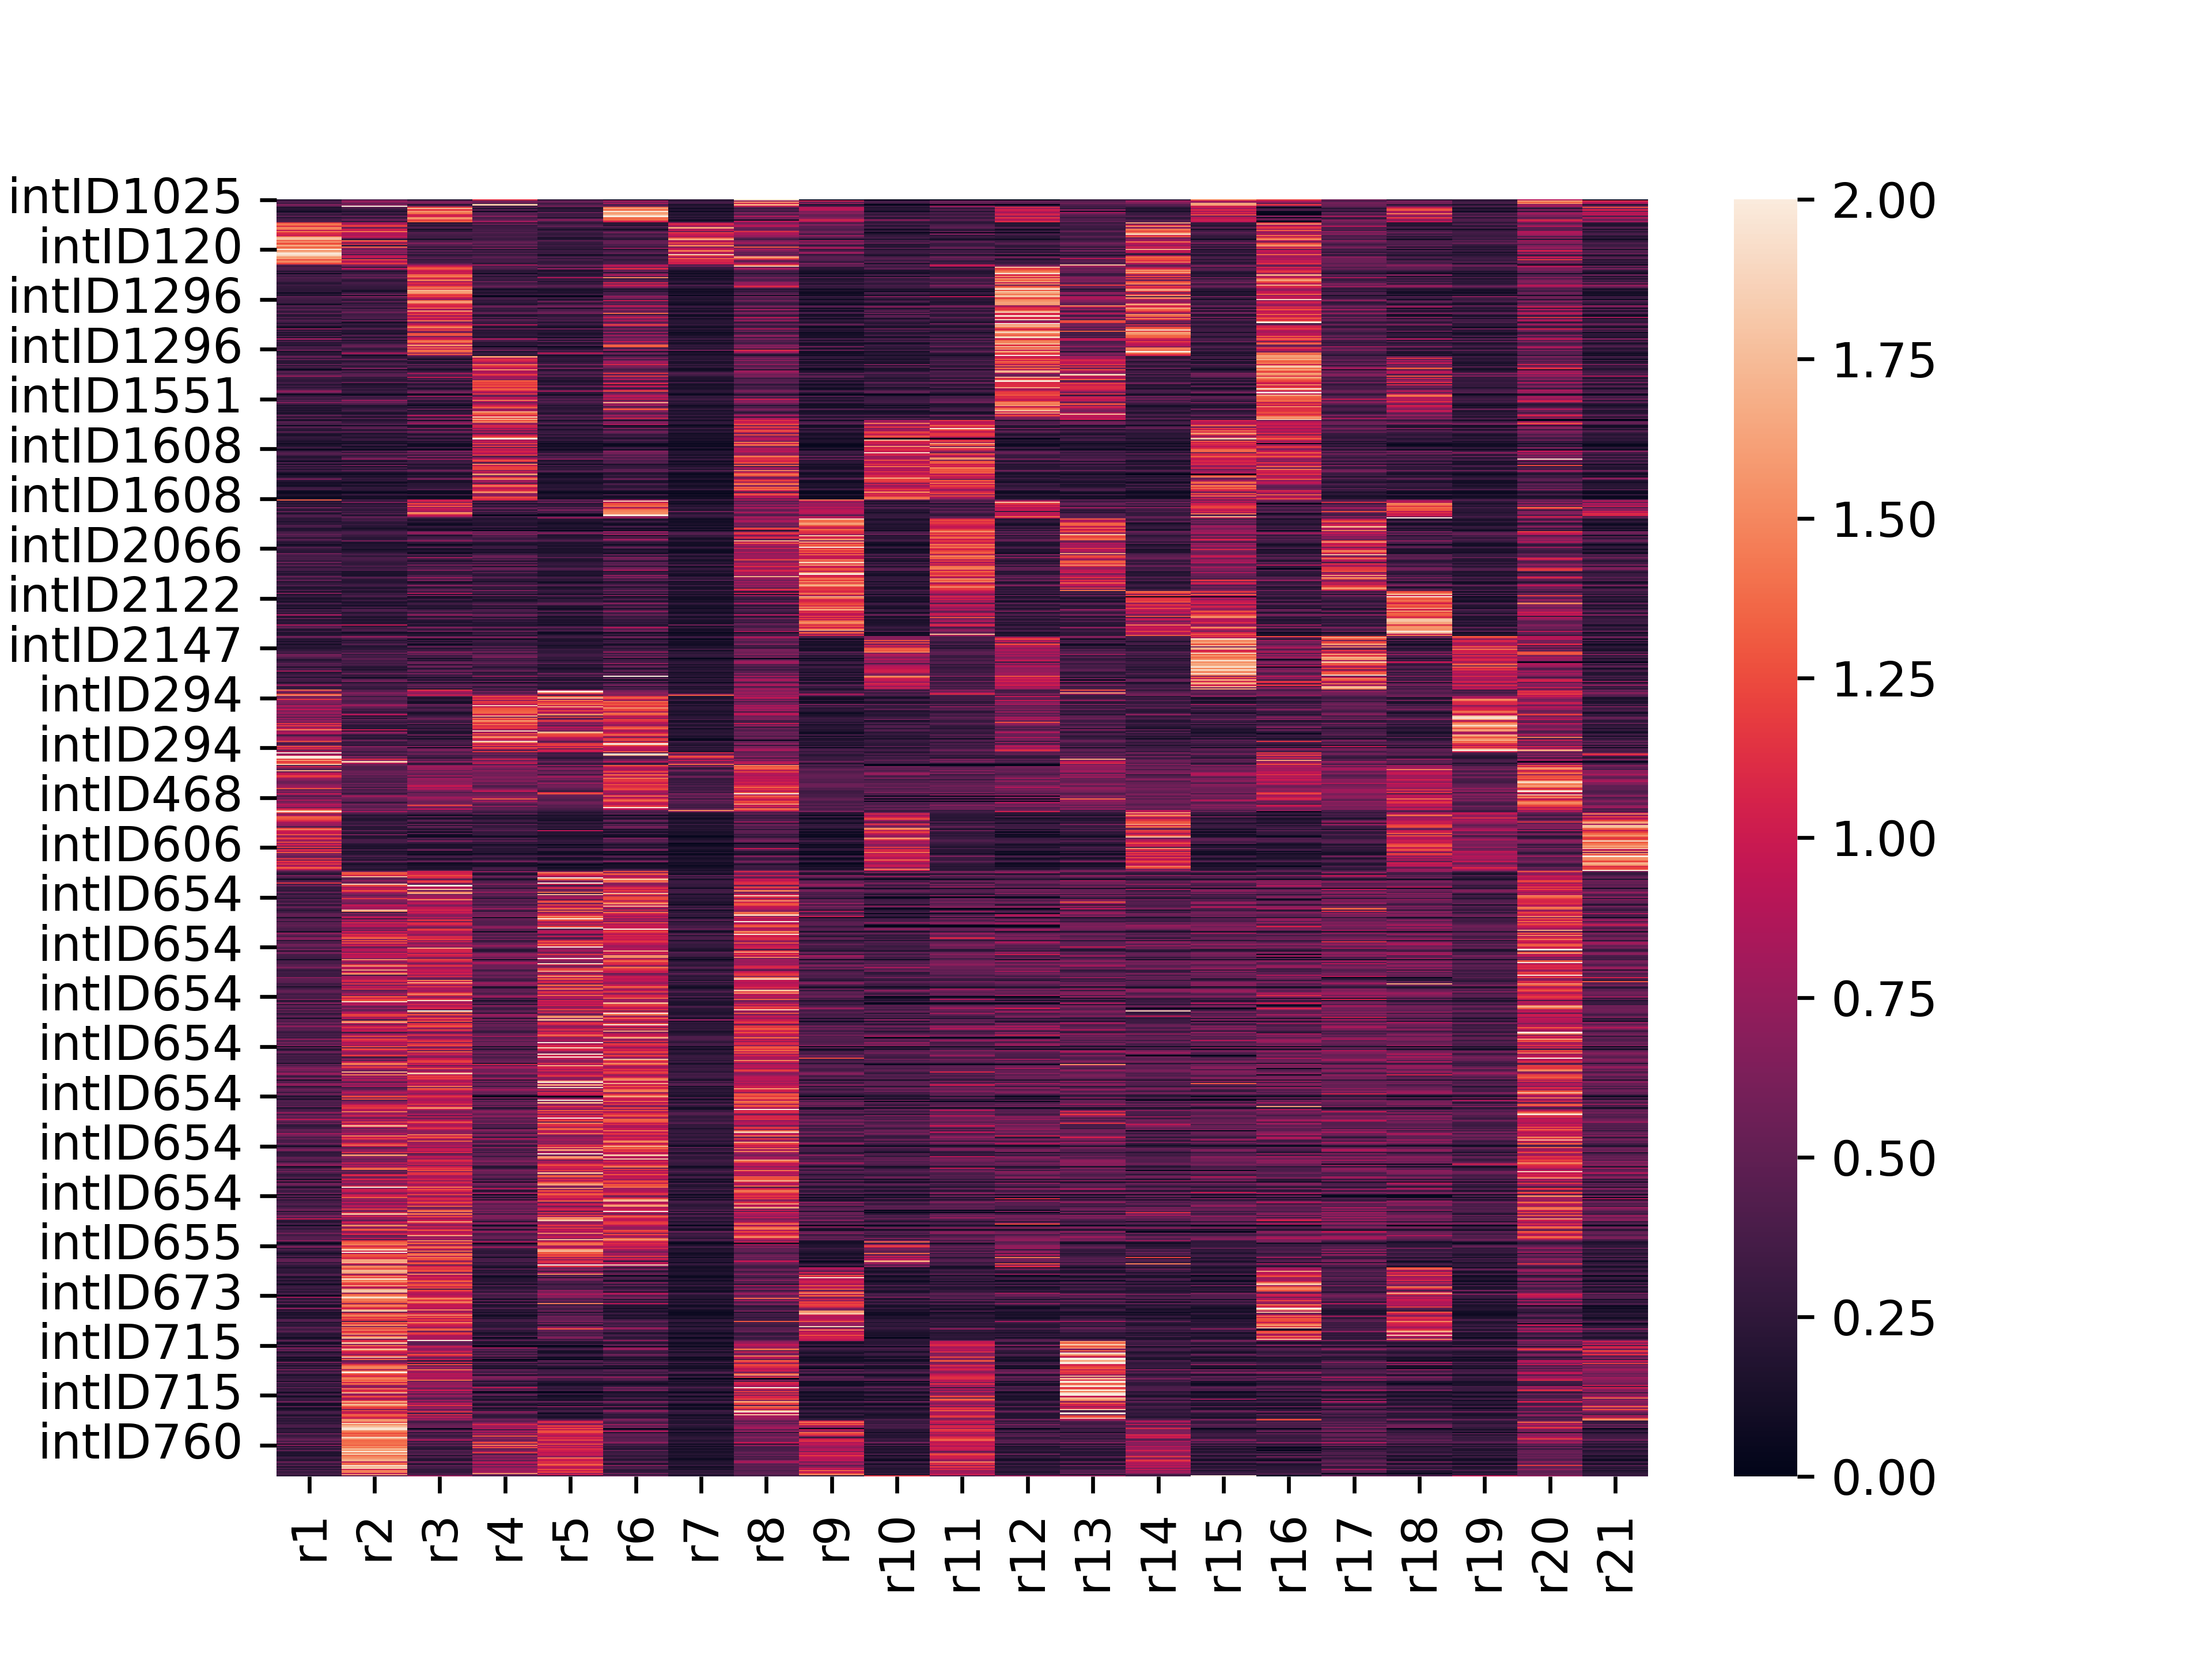 intID1025
intID120
intID1296
intID1296
intID1551
intID1608
intID1608
intID2066
intID2122
intID2147
intID294
intID294
intID468
intID606
intID654
intID654
intID654
intID654
intID654
intID654
intID654
intID655
intID673
intID715
intID715
intID760
r1 r2 r3 r4 r5 r6 r7 r8 r9 r10 r11 r12 r13 r14 r15 r16 r17 r18 r19 r20 r21
2.00
1.75
1.50
1.25
1.00
0.75
0.50
0.25
0.00